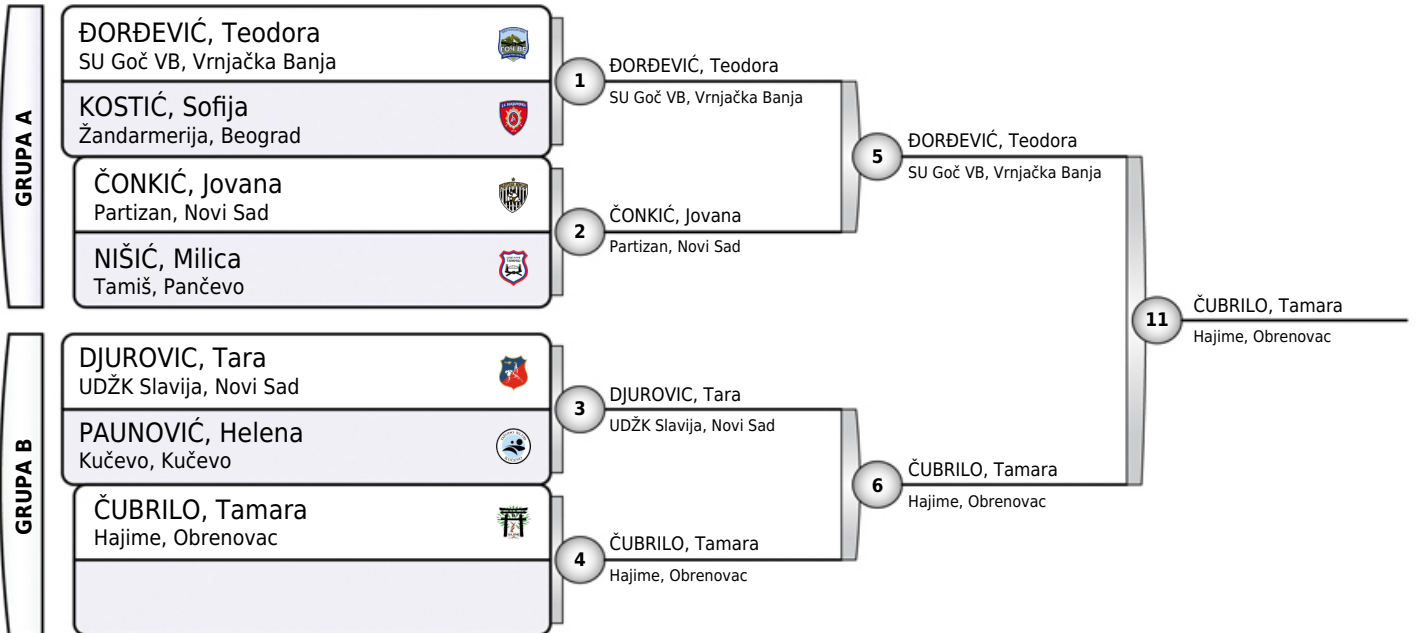 GRUPA A
ĐORĐEVIĆ, Teodora
SU Goč VB, Vrnjačka Banja
KOSTIĆ, Sofija
Žandarmerija, Beograd
ČONKIĆ, Jovana
Partizan, Novi Sad
NIŠIĆ, Milica
Tamiš, Pančevo
GRUPA B
DJUROVIC, Tara
UDŽK Slavija, Novi Sad
PAUNOVIĆ, Helena
Kučevo, Kučevo
ČUBRILO, Tamara
Hajime, Obrenovac
1
ĐORĐEVIĆ, Teodora
SU Goč VB, Vrnjačka Banja
2
ČONKIĆ, Jovana
Partizan, Novi Sad
3
DJUROVIC, Tara
UDŽK Slavija, Novi Sad
4
ČUBRILO, Tamara
Hajime, Obrenovac
5
ĐORĐEVIĆ, Teodora
SU Goč VB, Vrnjačka Banja
6
ČUBRILO, Tamara
Hajime, Obrenovac
11
ČUBRILO, Tamara
Hajime, Obrenovac